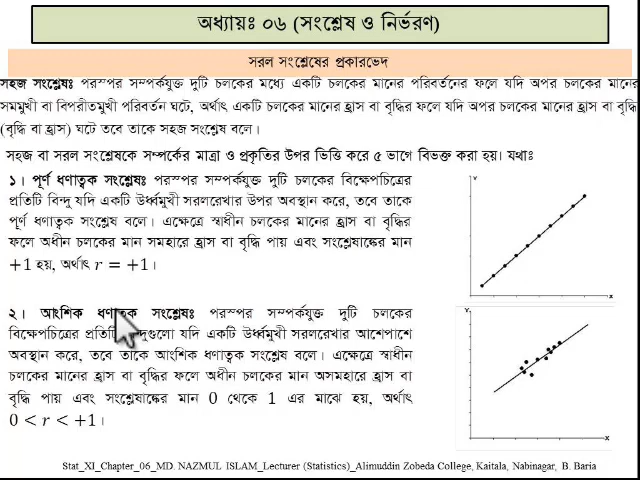 অধ্যায়ঃ ০৬ (সংশ্লেষ ও নির্ভরণ)
সরল সংশ্লেষের প্রকারভেদ
সহজ সংশ্লেষঃ পরস্পর সম্পর্কযুক্ত দুটি চলকের মধ্যে একটি চলকের মানের পরিবর্তনের ফলে যদি অপর চলকের মানের
সমমুখী বা বিপরীতমুখী পরিবর্তন ঘটে, অর্থাৎ একটি চলকের মানের হ্রাস বা বৃদ্ধির ফলে যদি অপর চলকের মানের হ্রাস বা বৃদ্ধি
(বৃদ্ধি বা হ্রাস) ঘটে তবে তাকে সহজ সংশ্লেষ বলে।
সহজ বা সরল সংশ্লেষকে সম্পর্কের মাত্রা ও প্রকৃতির উপর ভিত্তি করে ৫ ভাগে বিভক্ত করা হয়। যথাঃ
১। পূর্ণ ধণাত্বক সংশ্লেষঃ পরস্পর সম্পর্কযুক্ত দুটি চলকের বিক্ষেপচিত্রের
প্রতিটি বিন্দু যদি একটি উর্ধ্বমুখী সরলরেখার উপর অবস্থান করে, তবে তাকে
পূর্ণ ধণাত্বক সংশ্লেষ বলে। এক্ষেত্রে স্বাধীন চলকের মানের হ্রাস বা বৃদ্ধির
ফলে অধীন চলকের মান সমহারে হ্রাস বা বৃদ্ধি পায় এবং সংশ্লেষাঙ্কের মান
+1 হয়, অর্থাৎ r = +1।
Y
X
২। আংশিক ধণাত্বক সংশ্লেষঃ পরস্পর সম্পর্কযুক্ত দুটি চলকের
বিক্ষেপচিত্রের প্রতিটি বিন্দুগুলো যদি একটি উর্ধ্বমুখী সরলরেখার আশেপাশে
অবস্থান করে, তবে তাকে আংশিক ধণাত্বক সংশ্লেষ বলে। এক্ষেত্রে স্বাধীন
চলকের মানের হ্রাস বা বৃদ্ধির ফলে অধীন চলকের মান অসমহারে হ্রাস বা
বৃদ্ধি পায় এবং সংশ্লেষাঙ্কের মান 0 থেকে 1 এর মাঝে হয়, অর্থাৎ
0 < r < +1।
Y
X
Stat_XI_Chapter_06_MD. NAZMUL ISLAM_Lecturer (Statistics)_Alimuddin Zobeda College, Kaitala, Nabinagar, B. Baria